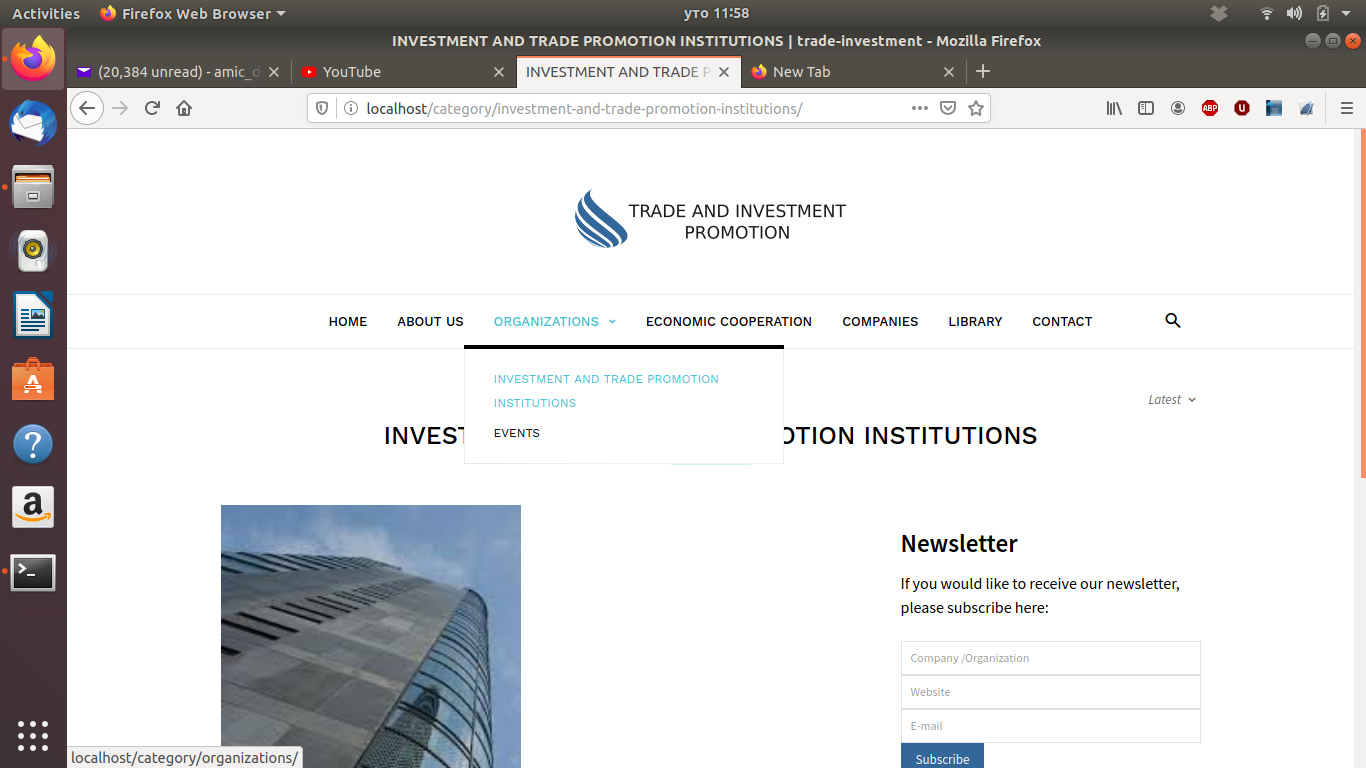 Activities
Firefox Web Browser
уто 11:58
INVESTMENT AND TRADE PROMOTION INSTITUTIONS | trade-investment - Mozilla Firefox
(20,384 unread) - amic_d
YouTube
INVESTMENT AND TRADE P
New Tab
localhost/category/investment-and-trade-promotion-institutions/
ABP
TRADE AND INVESTMENT
PROMOTION
HOME
ABOUT US
ORGANIZATIONS
ECONOMIC COOPERATION
COMPANIES
LIBRARY
CONTACT
INVESTMENT AND TRADE PROMOTION
INSTITUTIONS
EVENTS
Latest
INVEST OTION INSTITUTIONS
Newsletter
If you would like to receive our newsletter,
please subscribe here:
Company /Organization
Website
E-mail
Subscribe
localhost/category/organizations/